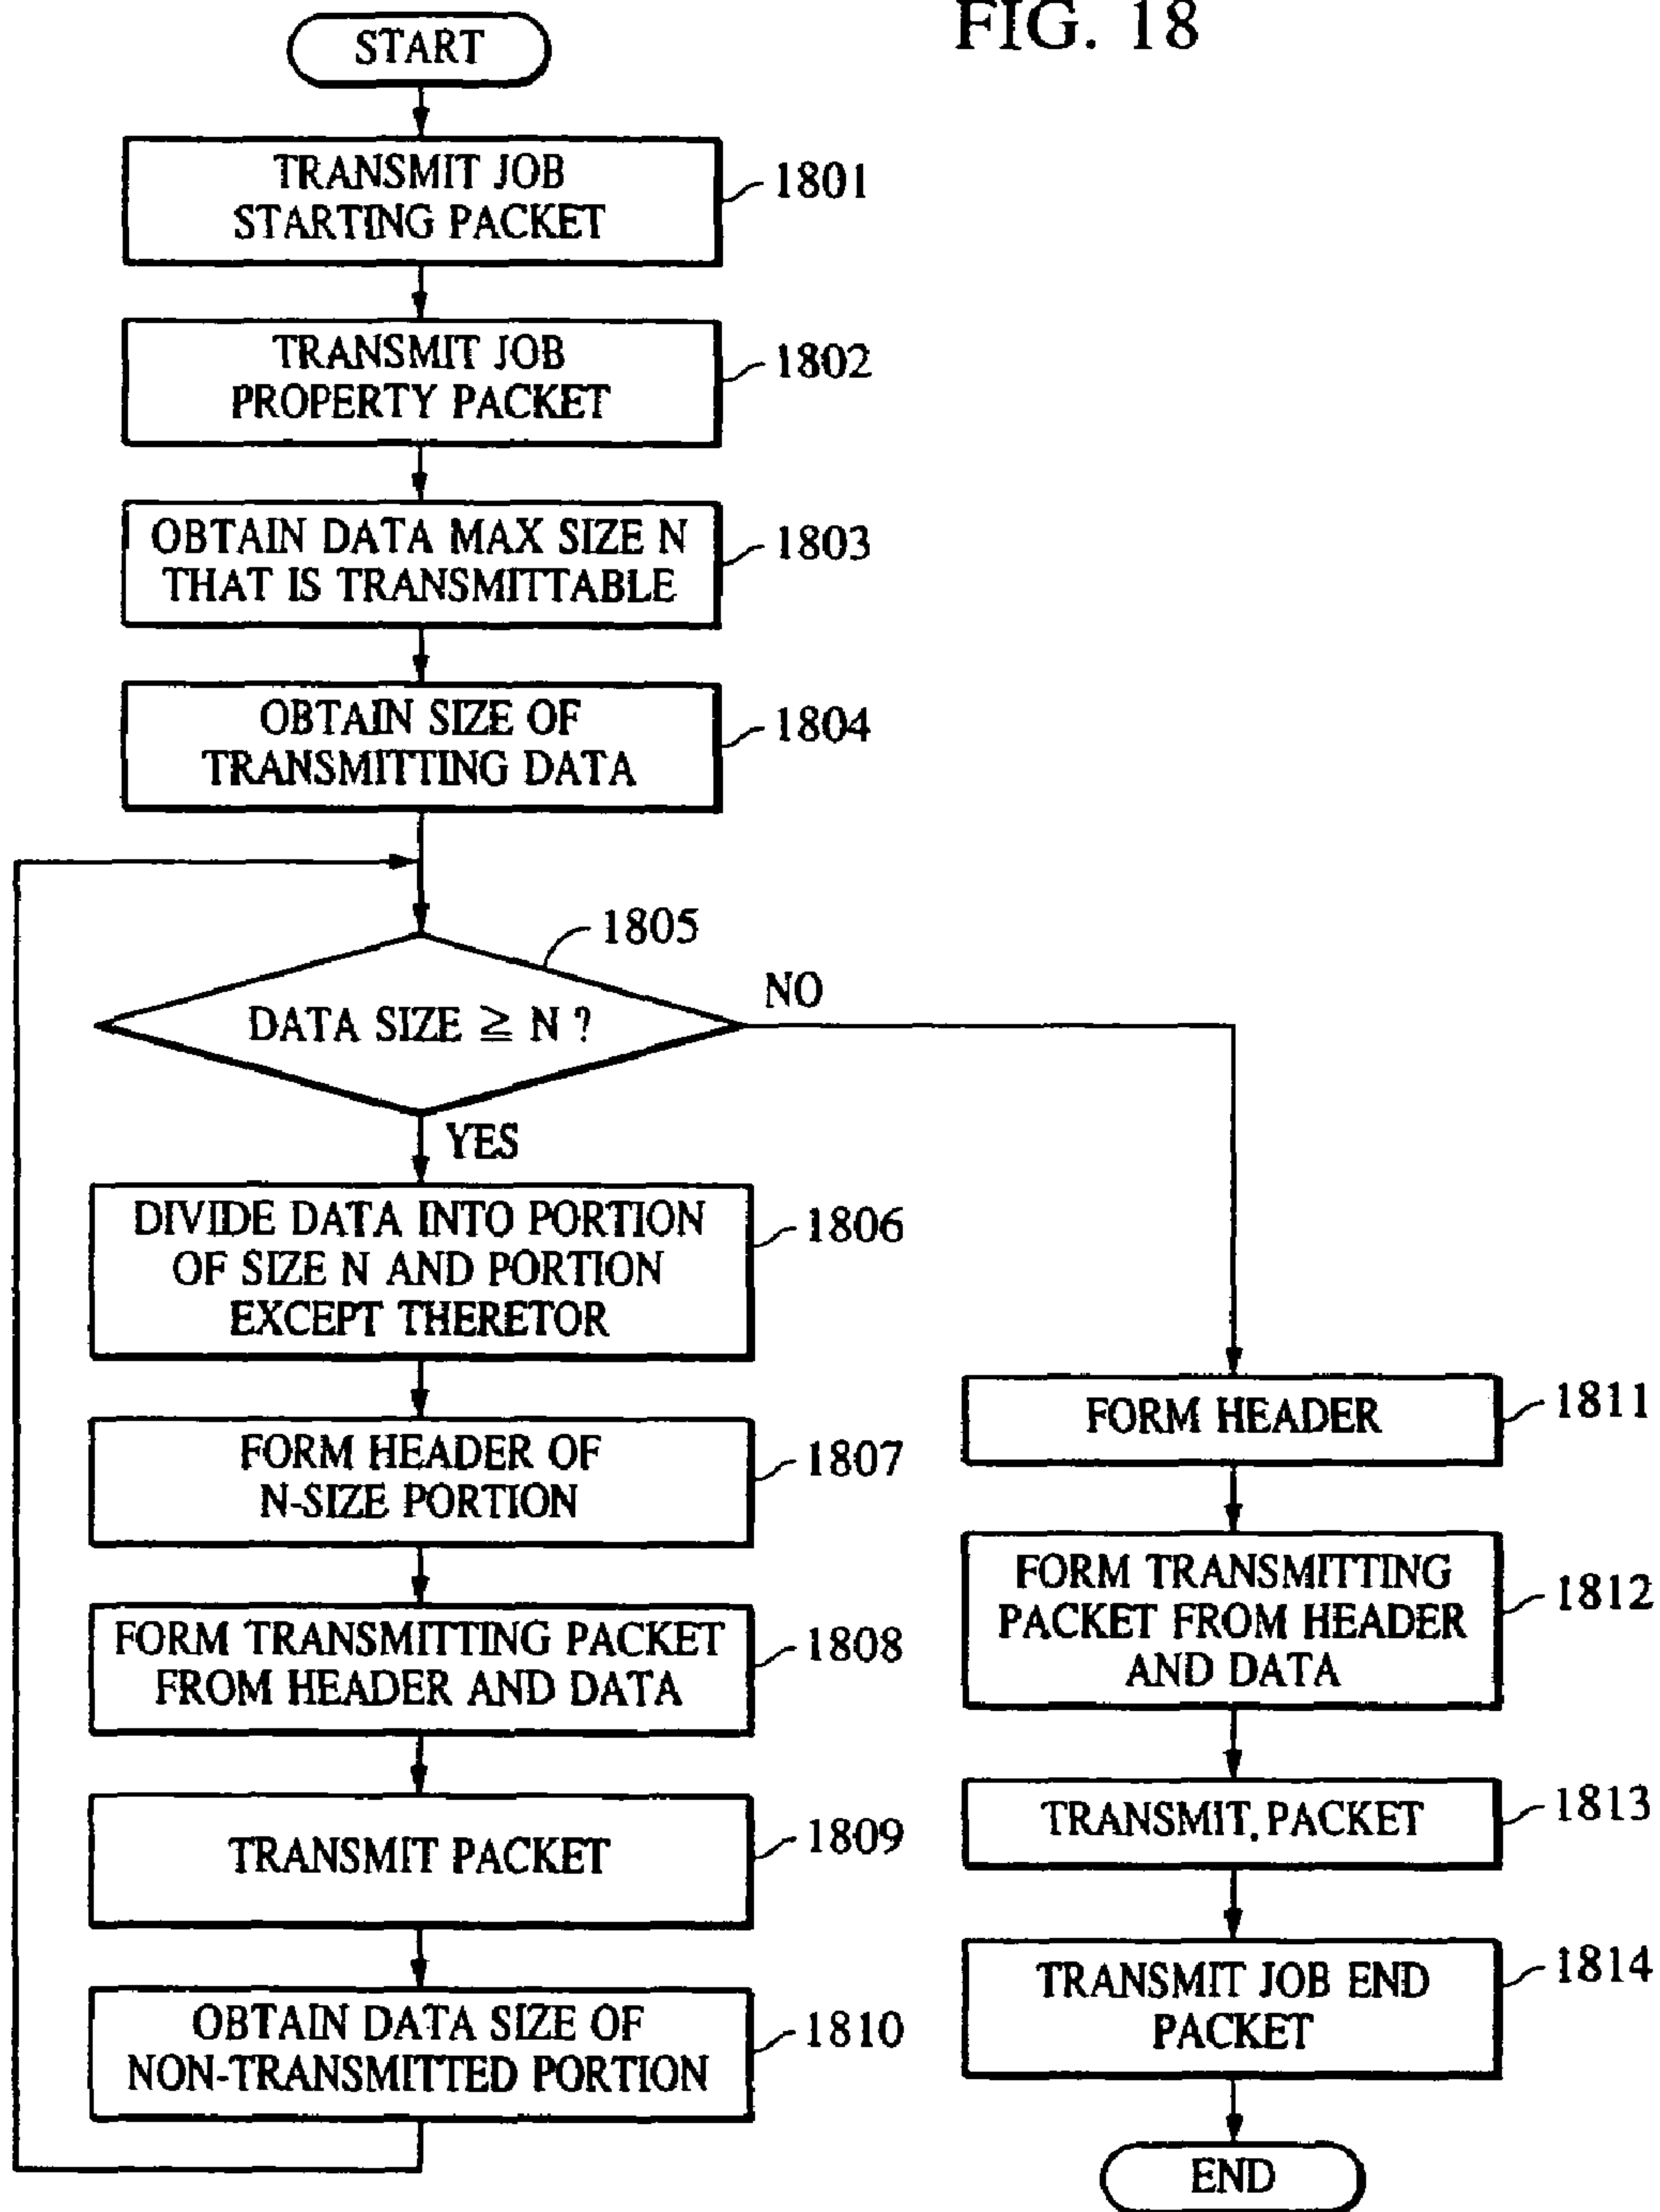 FIG. 18
START
TRANSMIT JOB
STARTING PACKET
1801
TRANSMIT JOB
PROPERTY PACKET
1802
OBTAIN DATA MAX SIZE N
THAT IS TRANSMITTABLE
1803
OBTAIN SIZE OF
TRANSMITTING DATA
1804
1805
DATA SIZE ≧ N ?
NO
YES
DIVIDE DATA INTO PORTION
OF SIZE N AND PORTION
EXCEPT THERETOR
1806
FORM HEADER OF
N-SIZE PORTION
1807
FORM TRANSMITTING PACKET
FROM HEADER AND DATA
1808
TRANSMIT PACKET
1809
OBTAIN DATA SIZE OF
NON-TRANSMITTED PORTION
1810
FORM HEADER
1811
FORM TRANSMITTING
PACKET FROM HEADER
AND DATA
1812
TRANSMIT. PACKET
1813
TRANSMIT JOB END
PACKET
1814
END